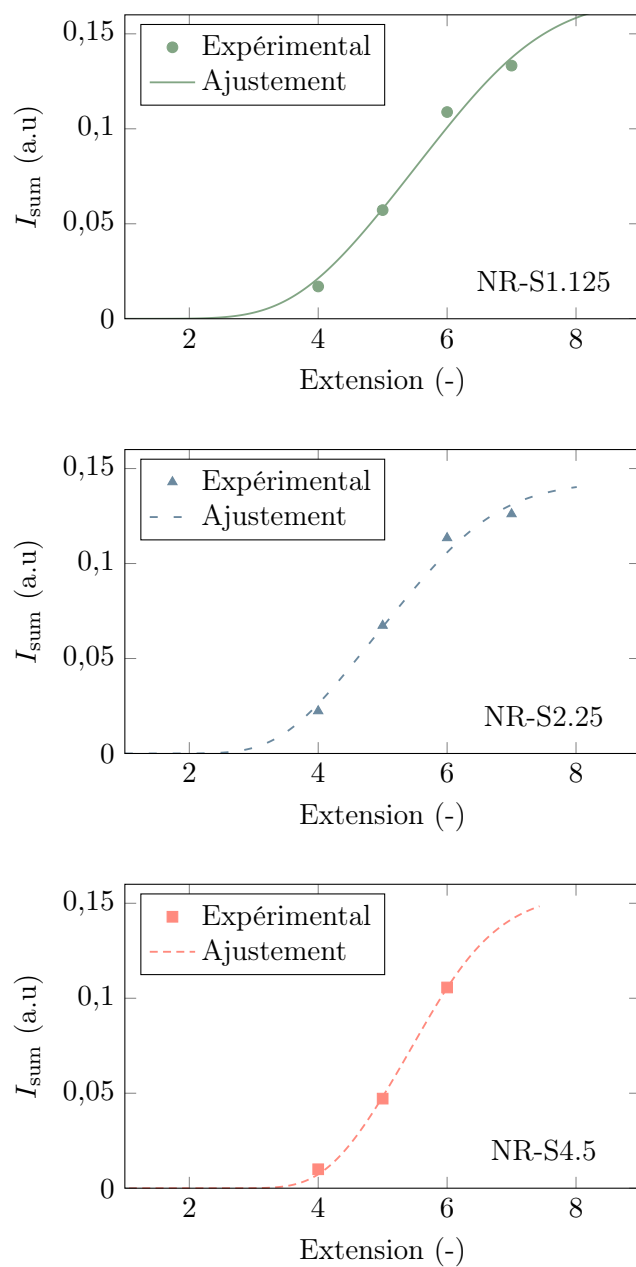 0,15
0,1
0,05
0
I_sum (a.u)
Expérimental
Ajustement
NR-S1.125
2 4 6 8
Extension (-)
0,15
0,1
0,05
0
I_sum (a.u)
Expérimental
Ajustement
NR-S2.25
2 4 6 8
Extension (-)
0,15
0,1
0,05
0
I_sum (a.u)
Expérimental
Ajustement
NR-S4.5
2 4 6 8
Extension (-)